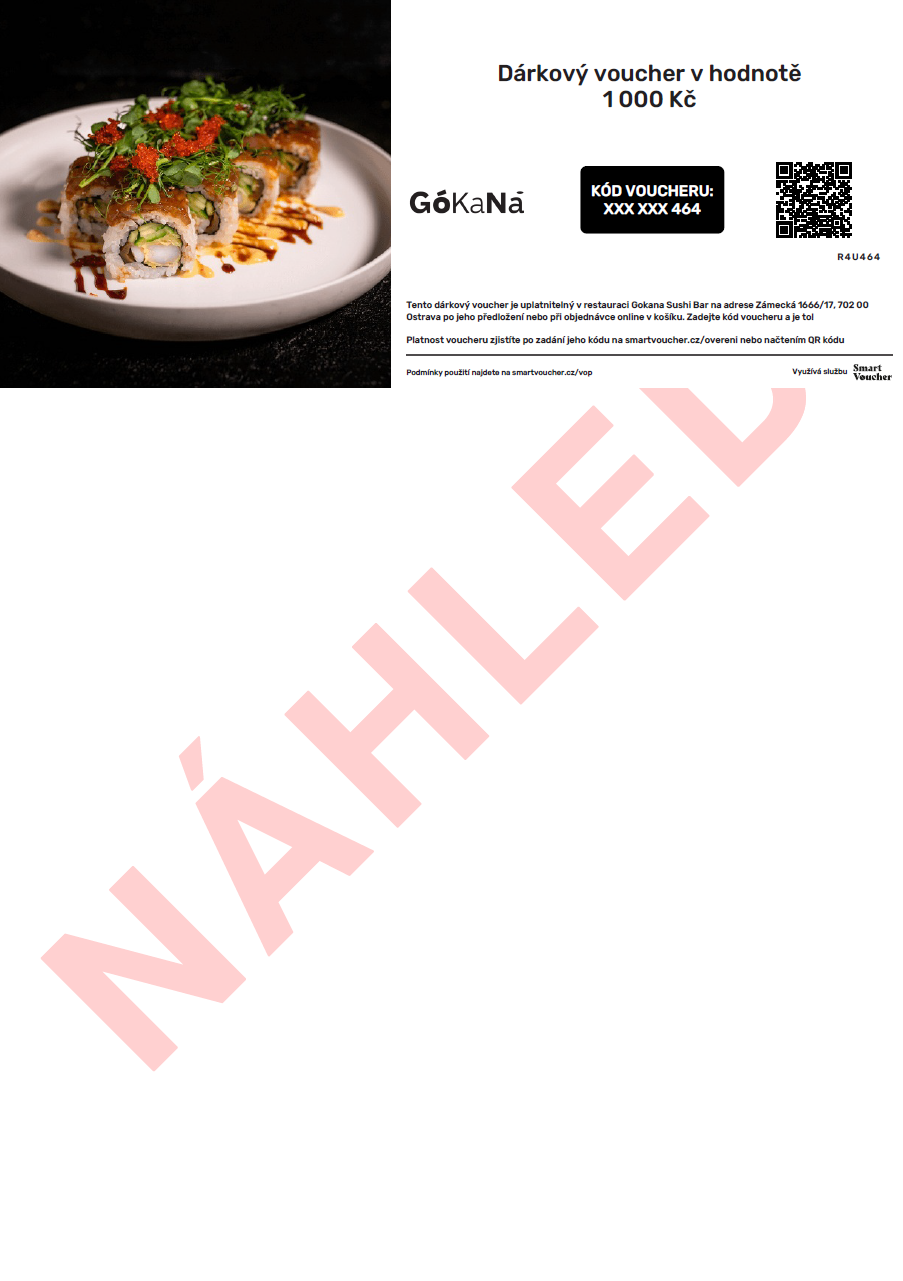 Dárkový voucher v hodnotě
1 000 Kč
GóKaNa
KÓD VOUCHERU:
XXX XXX 464
R4U464
Tento dárkový voucher je uplatnitelný v restauraci Gokana Sushi Bar na adrese Zámecká 1666/17, 702 00
Ostrava po jeho předložení nebo při objednávce online v košíku. Zadejte kód voucheru a je to!
Platnost voucheru zjistíte po zadání jeho kódu na smartvoucher.cz/overeni nebo načtením QR kódu
Podmínky použití najdete na smartvoucher.cz/vop
Využívá službu
Smart
Voucher
NÁHLED